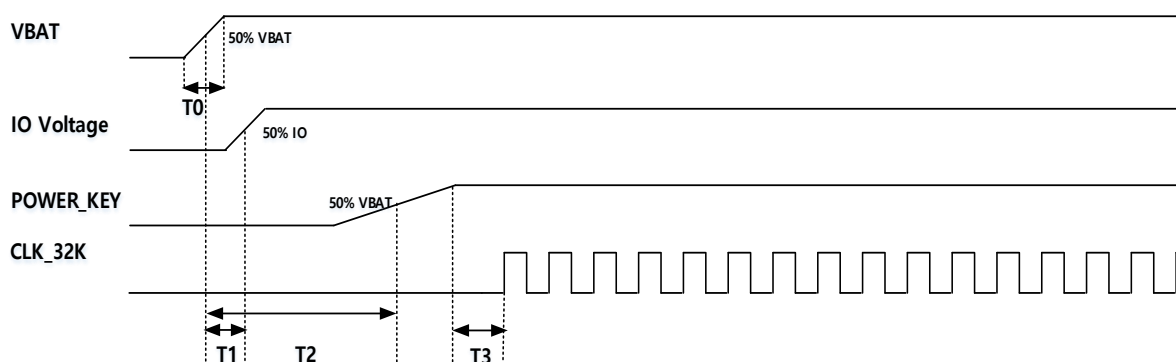 VBAT
50% VBAT
T0
IO Voltage
50% IO
POWER_KEY
50% VBAT
CLK_32K
T1
T2
T3